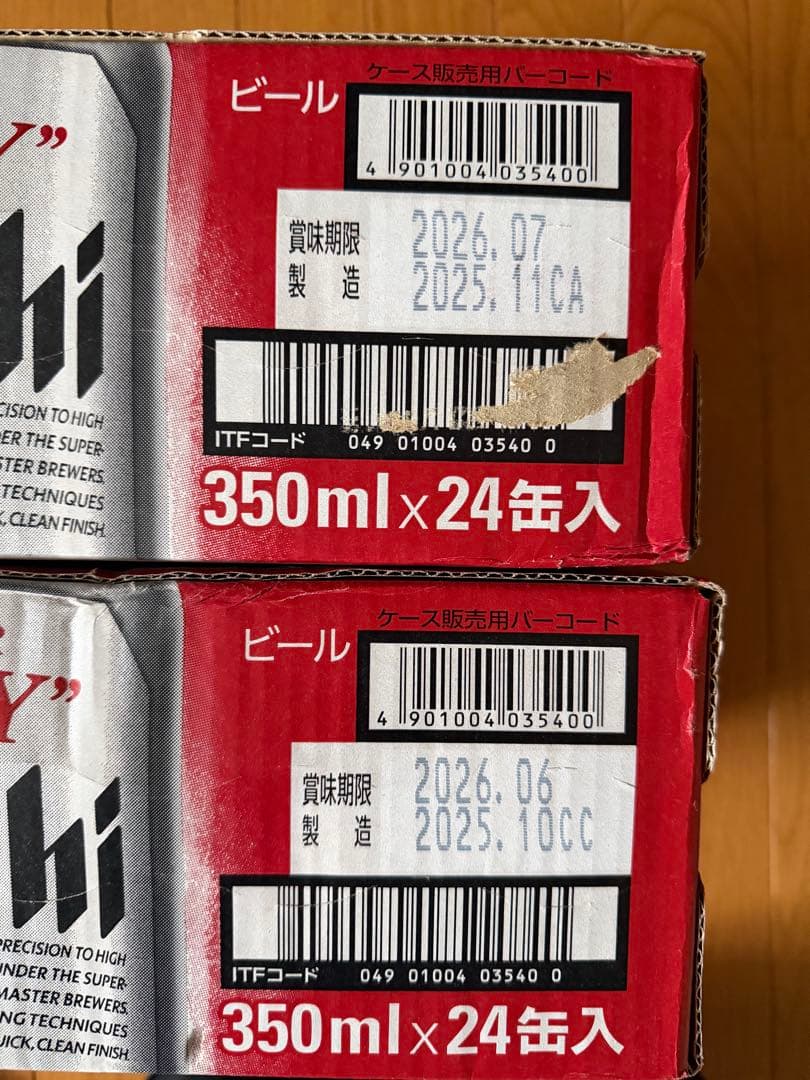 Y”
hi
CISION TO HIGH
ER THE SUPER-
STER BREWERS.
TECHNIQUES
, CLEAN FINISH.
ビール
ケース販売用バーコード
4 901004 035400
賞味期限 2026. 07
製 造 2025. 11CA
ITFコード 049 01004 03540 0
350ml×24缶入
Y”
hi
PRECISION TO HIGH
UNDER THE SUPER-
MASTER BREWERS.
NG TECHNIQUES
UICK, CLEAN FINISH.
ビール
ケース販売用バーコード
4 901004 035400
賞味期限 2026. 06
製 造 2025. 10CC
ITFコード 049 01004 03540 0
350ml×24缶入